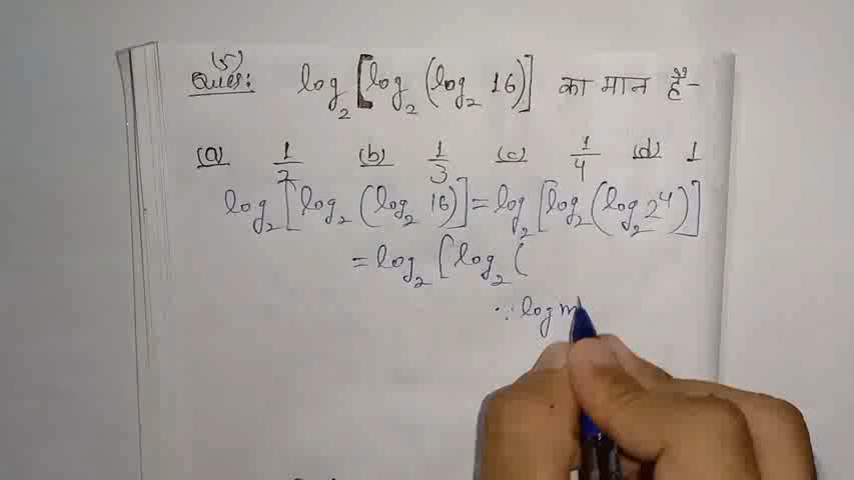 (5)
Ques: log₂ [log₂ (log₂ 16)] का मान है-
(a) 1/2 (b) 1/3 (c) 1/4 (d) 1
log₂ [log₂ (log₂ 16)] = log₂ [log₂ (log₂ 2⁴)]
= log₂ [log₂ (
∵ log m